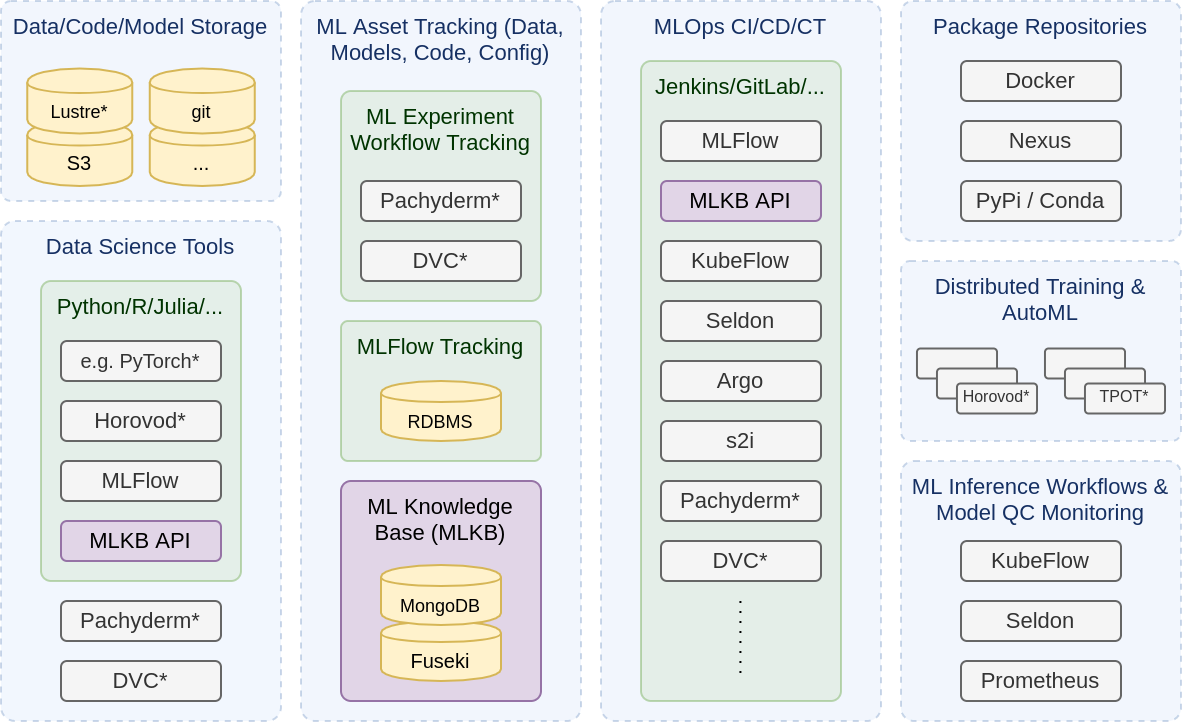 Data/Code/Model Storage
Lustre*
git
S3
...
Data Science Tools
Python/R/Julia/...
e.g. PyTorch*
Horovod*
MLFlow
MLKB API
Pachyderm*
DVC*
ML Asset Tracking (Data,
Models, Code, Config)
ML Experiment
Workflow Tracking
Pachyderm*
DVC*
MLFlow Tracking
RDBMS
ML Knowledge
Base (MLKB)
MongoDB
Fuseki
MLOps CI/CD/CT
Jenkins/GitLab/...
MLFlow
MLKB API
KubeFlow
Seldon
Argo
s2i
Pachyderm*
DVC*
Package Repositories
Docker
Nexus
PyPi / Conda
Distributed Training &
AutoML
Horovod*
TPOT*
ML Inference Workflows &
Model QC Monitoring
KubeFlow
Seldon
Prometheus